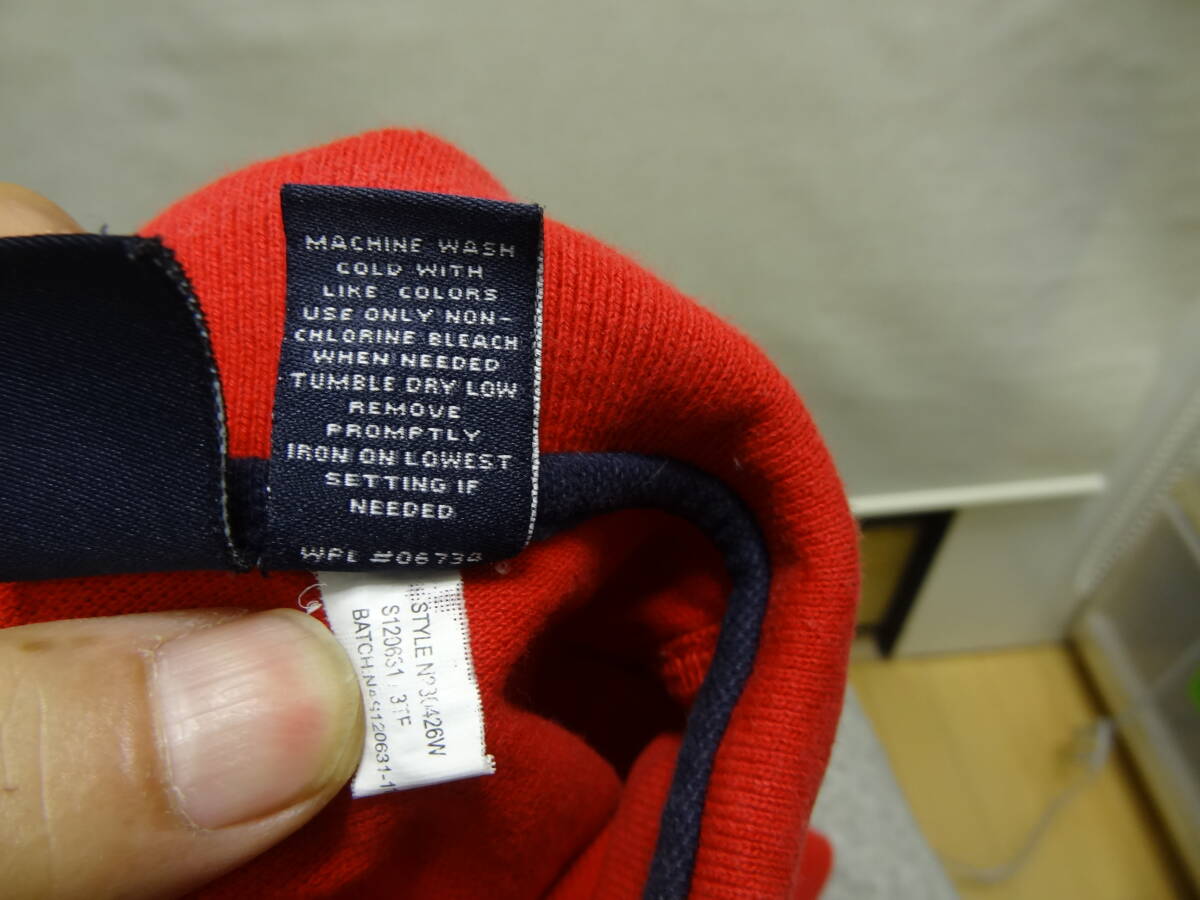 MACHINE WASH
COLD WITH
LIKE COLORS
USE ONLY NON-
CHLORINE BLEACH
WHEN NEEDED
TUMBLE DRY LOW
REMOVE
PROMPTLY
IRON ON LOWEST
SETTING IF
NEEDED
WPL #06734
STYLE
S120631